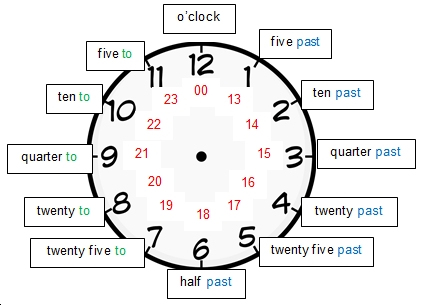 o'clock
five to
five past
11
12
1
00
23
13
ten to
ten past
10
2
22
14
quarter to
quarter past
9
3
21
15
20
16
twenty to
twenty past
8
4
19
17
18
twenty five to
twenty five past
7
5
6
half past